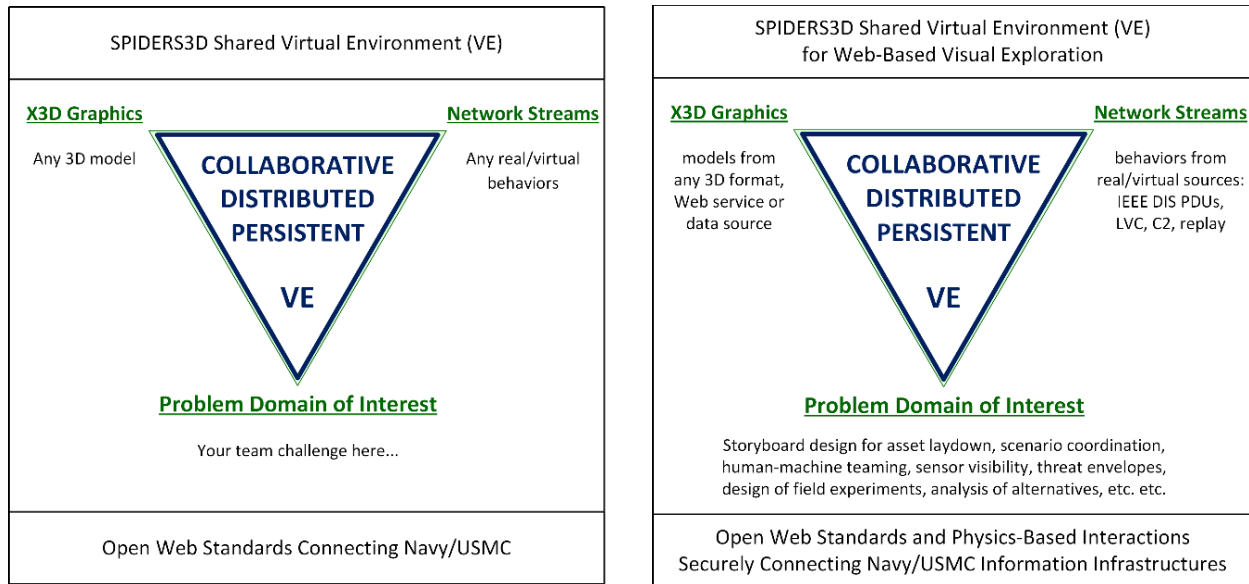 SPIDERS3D Shared Virtual Environment (VE)
X3D Graphics
Network Streams
Any 3D model
Any real/virtual
behaviors
COLLABORATIVE
DISTRIBUTED
PERSISTENT
VE
Problem Domain of Interest
Your team challenge here...
Open Web Standards Connecting Navy/USMC
SPIDERS3D Shared Virtual Environment (VE)
for Web-Based Visual Exploration
X3D Graphics
Network Streams
models from
any 3D format,
Web service or
data source
behaviors from
real/virtual sources:
IEEE DIS PDUs,
LVC, C2, replay
COLLABORATIVE
DISTRIBUTED
PERSISTENT
VE
Problem Domain of Interest
Storyboard design for asset laydown, scenario coordination,
human-machine teaming, sensor visibility, threat envelopes,
design of field experiments, analysis of alternatives, etc. etc.
Open Web Standards and Physics-Based Interactions
Securely Connecting Navy/USMC Information Infrastructures